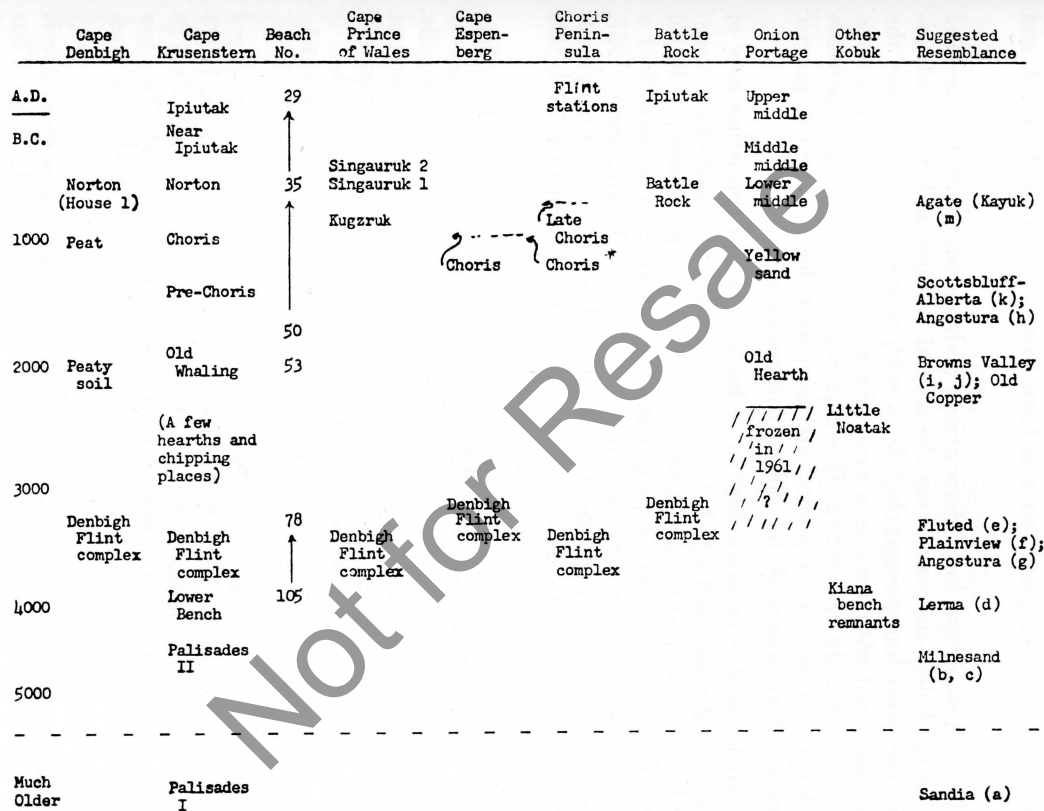 Cape Denbigh Cape Krusenstern Beach No. Cape Prince of Wales Cape Espen- berg Choris Penin- sula Battle Rock Onion Portage Other Kobuk Suggested Resemblance
A.D. Ipiutak 29 Flint stations Ipiutak Upper middle
B.C. Near Ipiutak Middle middle
Singauruk 2
Norton (House 1) Norton 35 Singauruk 1 Battle Rock Lower middle Agate (Kayuk) (m)
Kugzruk Late Choris
1000 Peat Choris Choris Choris * Yellow sand
Pre-Choris Scottsbluff- Alberta (k); Angostura (h)
50
2000 Peaty soil Old Whaling 53 Old Hearth Browns Valley (i, j); Old Copper
(A few hearths and chipping places) frozen in 1961 ? Little Noatak
3000
Denbigh Flint complex Denbigh Flint complex 78 Denbigh Flint complex Denbigh Flint complex Denbigh Flint complex Denbigh Flint complex Fluted (e); Plainview (f); Angostura (g)
4000 Lower Bench 105 Kiana bench remnants Lerma (d)
Palisades II Milnesand (b, c)
5000
Much Older Palisades I Sandia (a)
Not for Resale